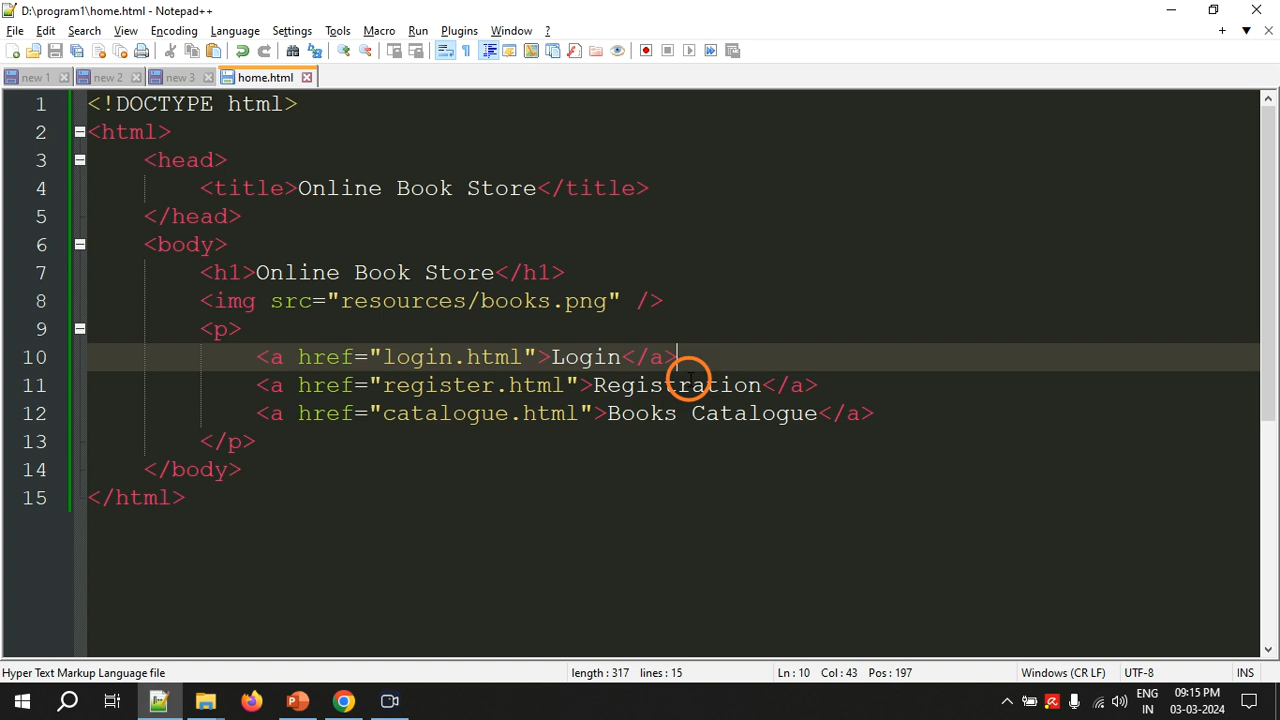 D:\program1\home.html - Notepad++
File Edit Search View Encoding Language Settings Tools Macro Run Plugins Window ?
new 1 new 2 new 3 home.html
1 <!DOCTYPE html>
2 <html>
3 <head>
4 <title>Online Book Store</title>
5 </head>
6 <body>
7 <h1>Online Book Store</h1>
8 <img src="resources/books.png" />
9 <p>
10 <a href="login.html">Login</a>
11 <a href="register.html">Registration</a>
12 <a href="catalogue.html">Books Catalogue</a>
13 </p>
14 </body>
15 </html>
Hyper Text Markup Language file length : 317 lines : 15 Ln : 10 Col : 43 Pos : 197 Windows (CR LF) UTF-8 INS
ENG 09:15 PM
IN 03-03-2024